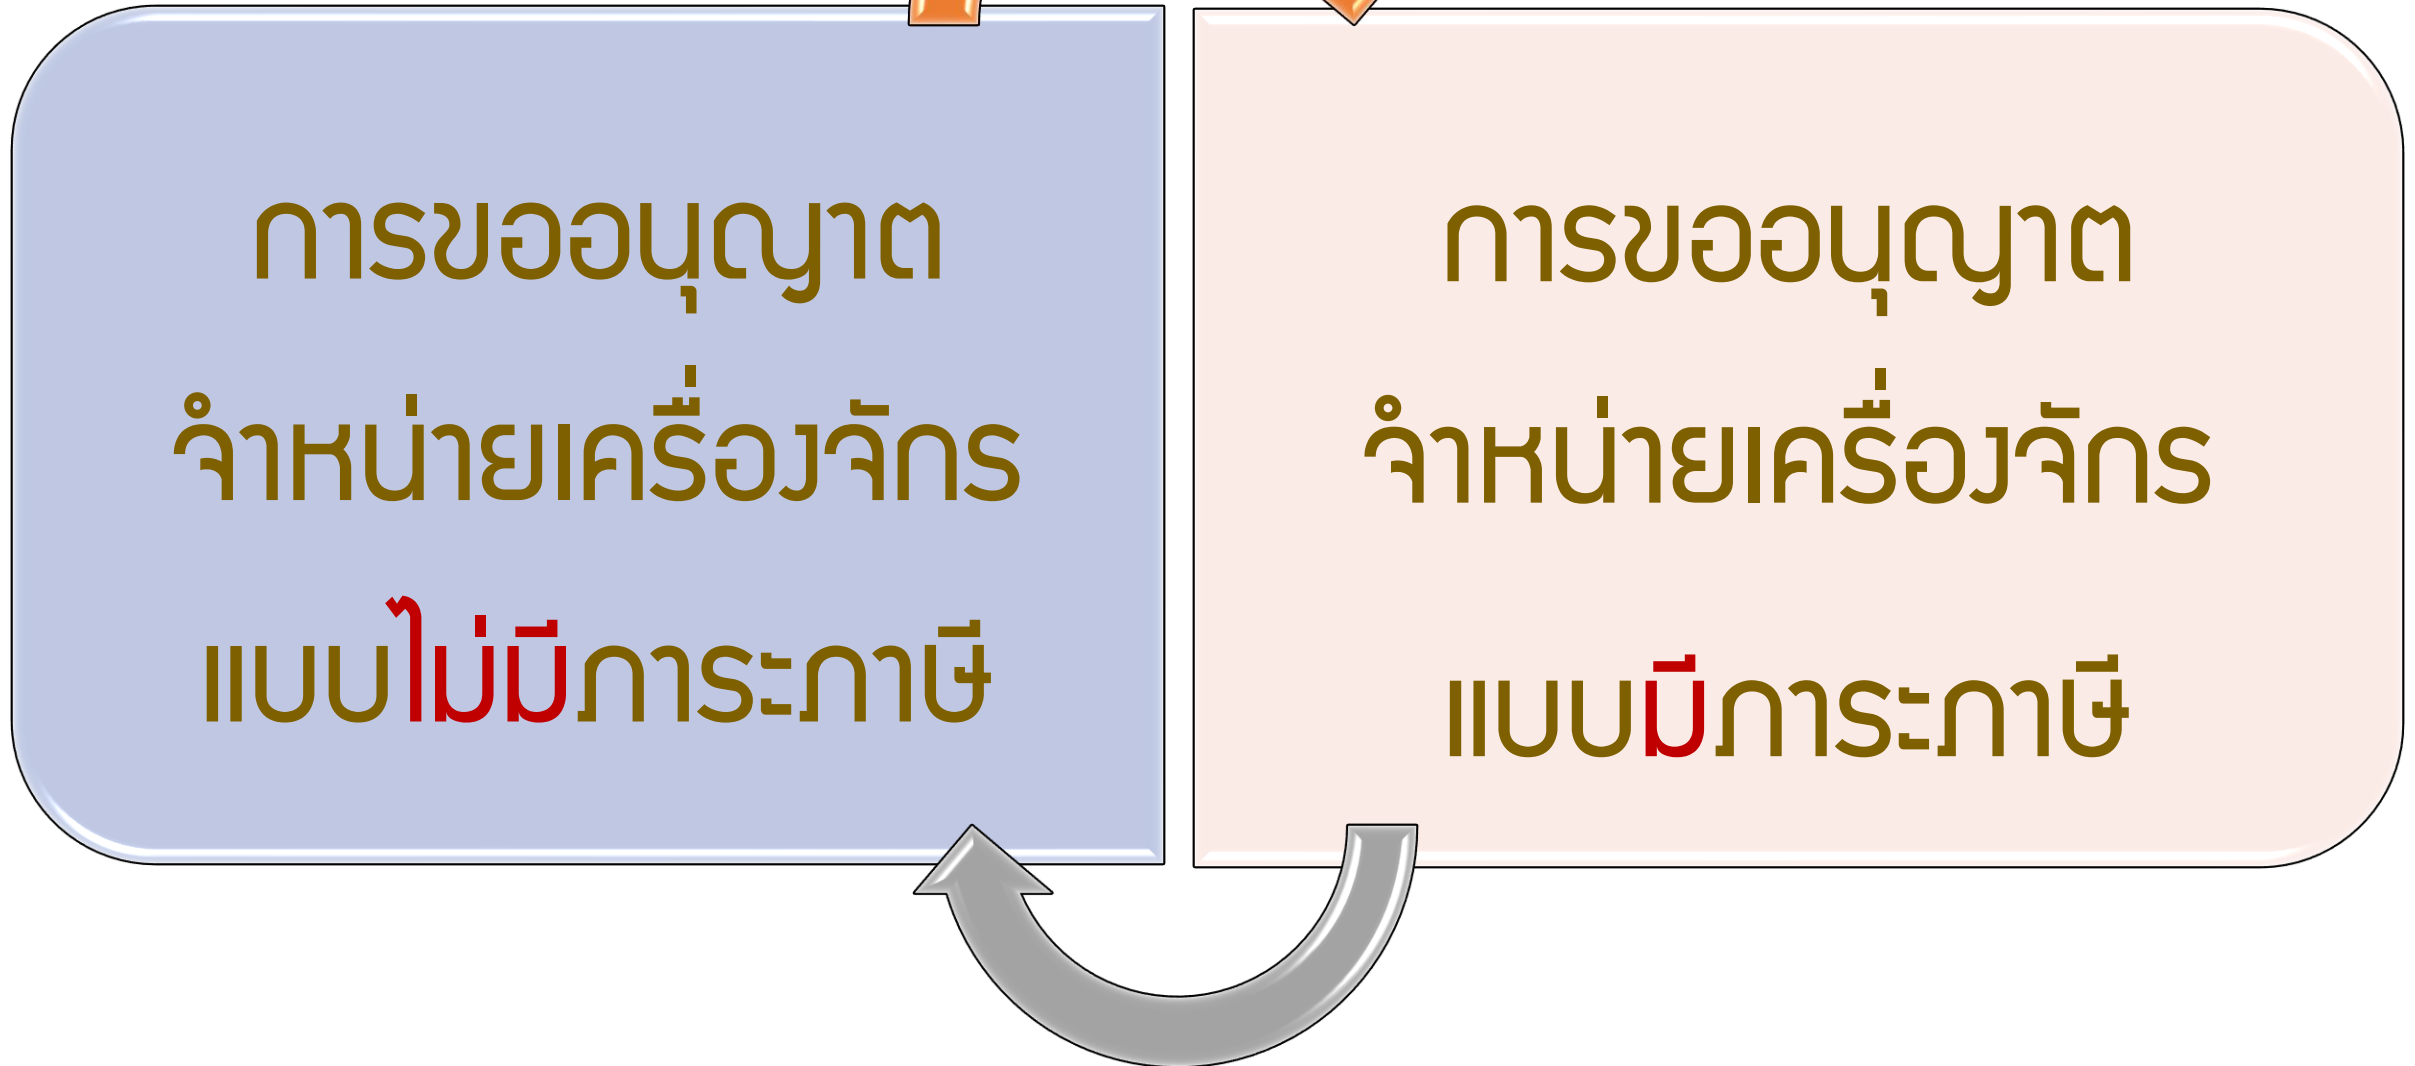 การขออนุญาต
จำหน่ายเครื่องจักร
แบบไม่มีภาระภาษี
การขออนุญาต
จำหน่ายเครื่องจักร
แบบมีภาระภาษี